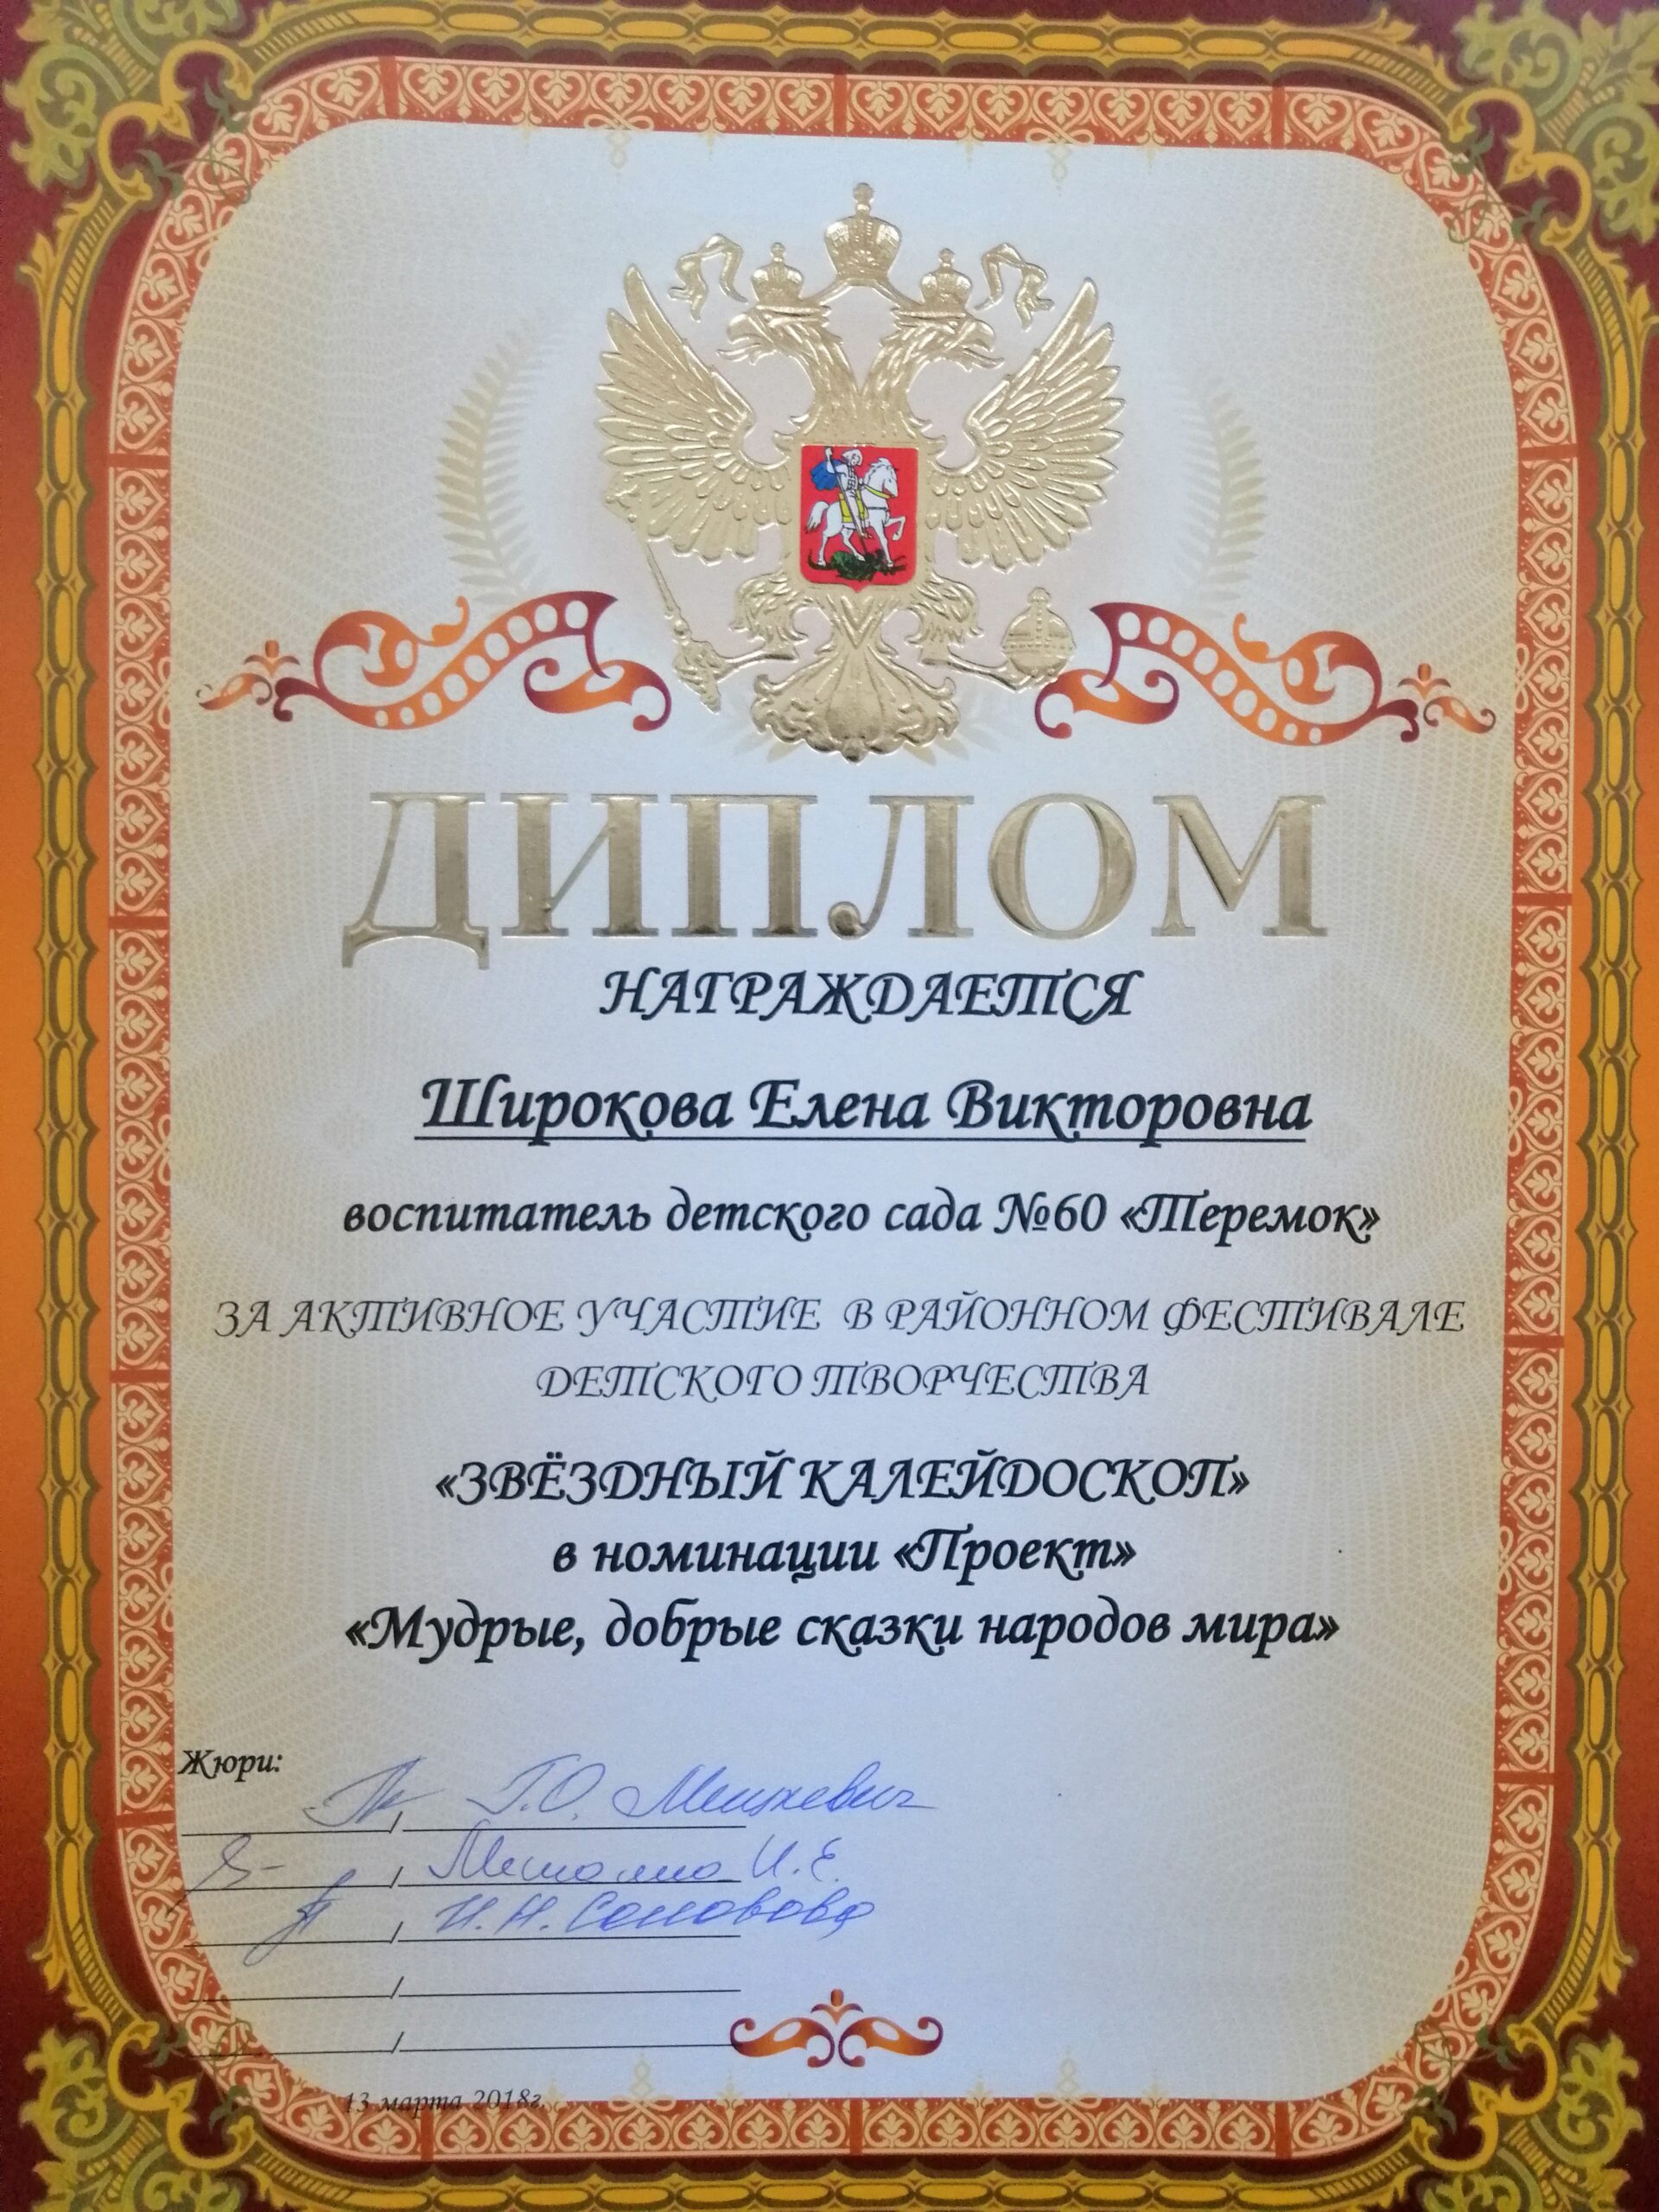 ДИПЛОМ
НАГРАЖДАЕТСЯ
Широкова Елена Викторовна
воспитатель детского сада №60 «Теремок»
ЗА АКТИВНОЕ УЧАСТИЕ В РАЙОННОМ ФЕСТИВАЛЕ
ДЕТСКОГО ТВОРЧЕСТВА
«ЗВЁЗДНЫЙ КАЛЕЙДОСКОП»
в номинации «Проект»
«Мудрые, добрые сказки народов мира»
Жюри:
/ Г.О.
/ И.Е.
/ И.Н.
/
/
13 марта 2018г.